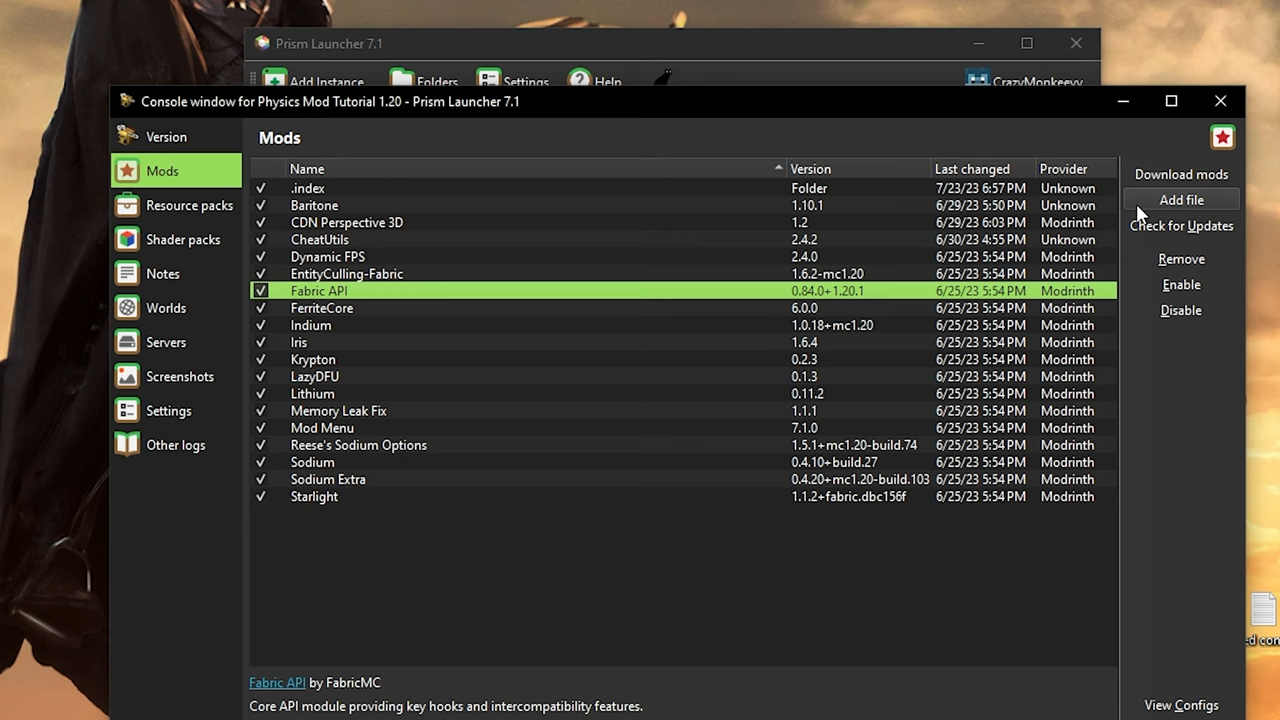 Prism Launcher 7.1
Add Instance Folders Settings Help CrazyMonkeyy
Console window for Physics Mod Tutorial 1.20 - Prism Launcher 7.1
Version
Mods
Resource packs
Shader packs
Notes
Worlds
Servers
Screenshots
Settings
Other logs
Mods
Name Version Last changed Provider
.index Folder 7/23/23 6:57 PM Unknown
Baritone 1.10.1 6/29/23 5:50 PM Unknown
CDN Perspective 3D 1.2 6/29/23 6:03 PM Modrinth
CheatUtils 2.4.2 6/30/23 4:55 PM Unknown
Dynamic FPS 2.4.0 6/25/23 5:54 PM Modrinth
EntityCulling-Fabric 1.6.2-mc1.20 6/25/23 3:54 PM Modrinth
Fabric API 0.84.0+1.20.1 6/25/23 5:54 PM Modrinth
FerriteCore 6.0.0 6/25/23 5:54 PM Modrinth
Indium 1.0.18+mc1.20 6/25/23 5:54 PM Modrinth
Iris 1.6.4 6/25/23 5:54 PM Modrinth
Krypton 0.2.3 6/25/23 5:54 PM Modrinth
LazyDFU 0.1.3 6/25/23 5:54 PM Modrinth
Lithium 0.11.2 6/25/23 5:54 PM Modrinth
Memory Leak Fix 1.1.1 6/25/23 5:54 PM Modrinth
Mod Menu 7.1.0 6/25/23 5:54 PM Modrinth
Reese's Sodium Options 1.5.1+mc1.20-build.74 6/25/23 5:54 PM Modrinth
Sodium 0.4.10+build.27 6/25/23 5:54 PM Modrinth
Sodium Extra 0.4.20+mc1.20-build.103 6/25/23 5:54 PM Modrinth
Starlight 1.1.2+fabric.dbc156f 6/25/23 5:54 PM Modrinth
Fabric API by FabricMC
Core API module providing key hooks and intercompatibility features.
Download mods
Add file
Check for Updates
Remove
Enable
Disable
View Configs